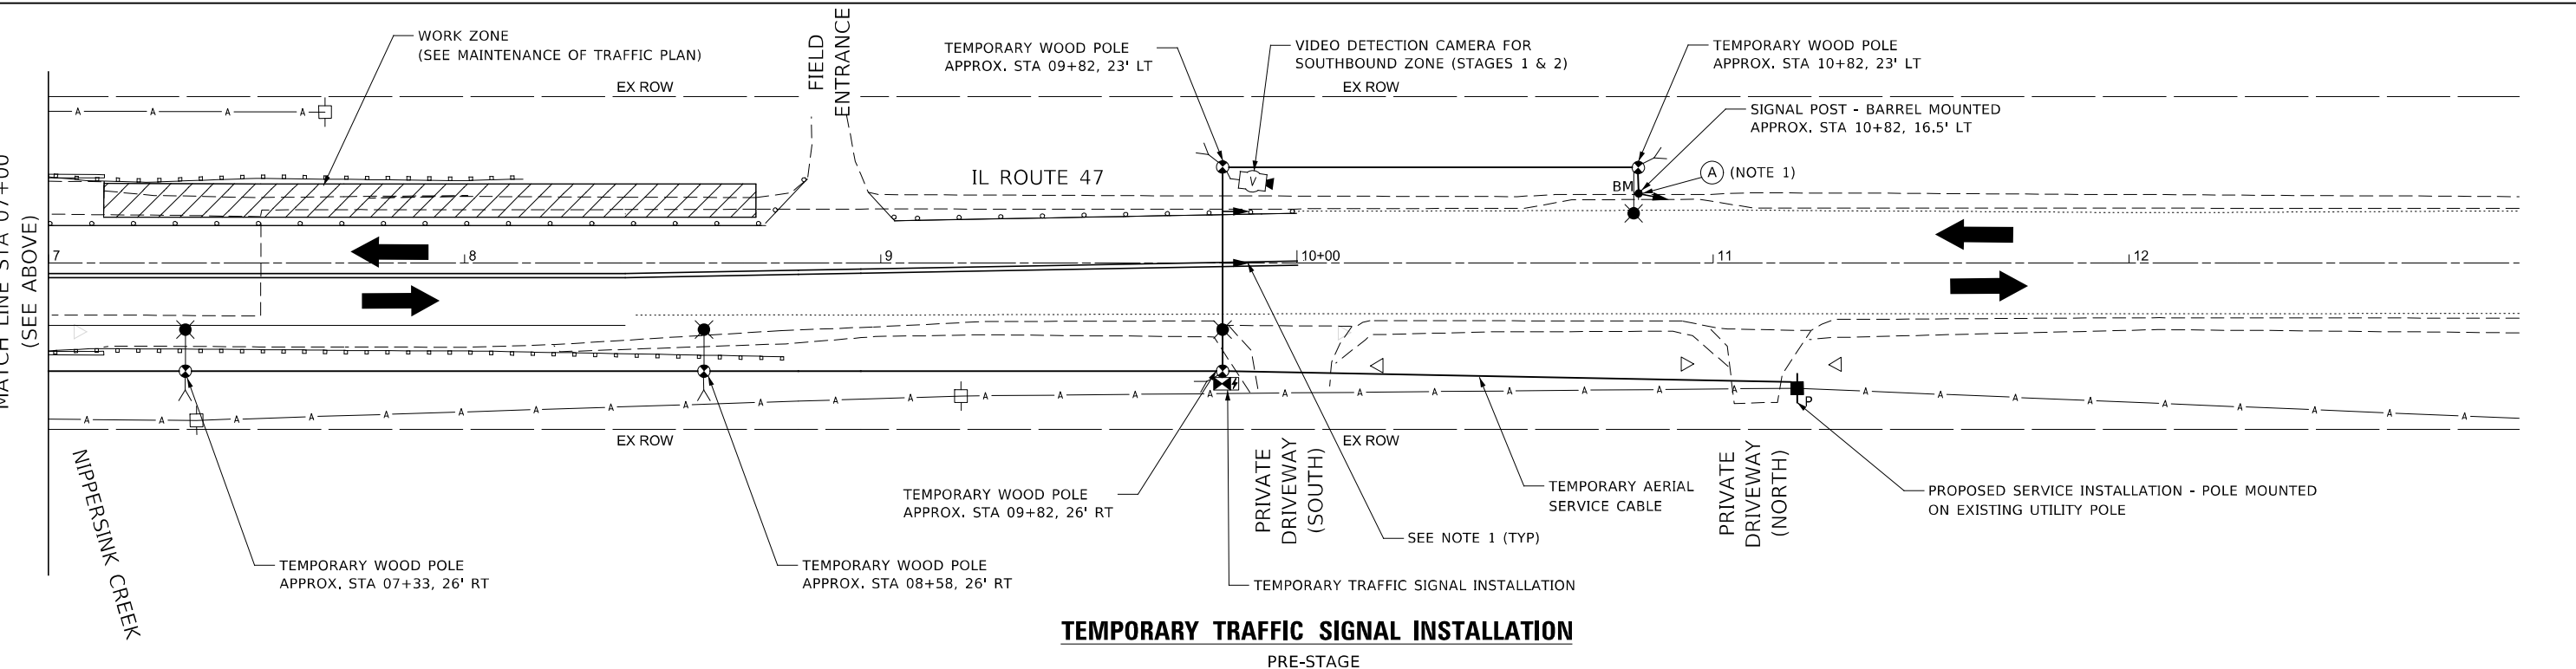 WORK ZONE
(SEE MAINTENANCE OF TRAFFIC PLAN)
FIELD
ENTRANCE
TEMPORARY WOOD POLE
APPROX. STA 09+82, 23' LT
VIDEO DETECTION CAMERA FOR
SOUTHBOUND ZONE (STAGES 1 & 2)
TEMPORARY WOOD POLE
APPROX. STA 10+82, 23' LT
EX ROW
EX ROW
SIGNAL POST - BARREL MOUNTED
APPROX. STA 10+82, 16.5' LT
A A A A
MATCH LINE STA 07+00
(SEE ABOVE)
IL ROUTE 47
V
BM
A (NOTE 1)
7
8
9
10+00
11
12
A A A A A A A A A A A A A A A A A A A A A A A A A A A A
P
EX ROW
EX ROW
NIPPERSINK CREEK
PRIVATE
DRIVEWAY
(SOUTH)
PRIVATE
DRIVEWAY
(NORTH)
TEMPORARY WOOD POLE
APPROX. STA 09+82, 26' RT
TEMPORARY AERIAL
SERVICE CABLE
PROPOSED SERVICE INSTALLATION - POLE MOUNTED
ON EXISTING UTILITY POLE
SEE NOTE 1 (TYP)
TEMPORARY WOOD POLE
APPROX. STA 07+33, 26' RT
TEMPORARY WOOD POLE
APPROX. STA 08+58, 26' RT
TEMPORARY TRAFFIC SIGNAL INSTALLATION
TEMPORARY TRAFFIC SIGNAL INSTALLATION
PRE-STAGE